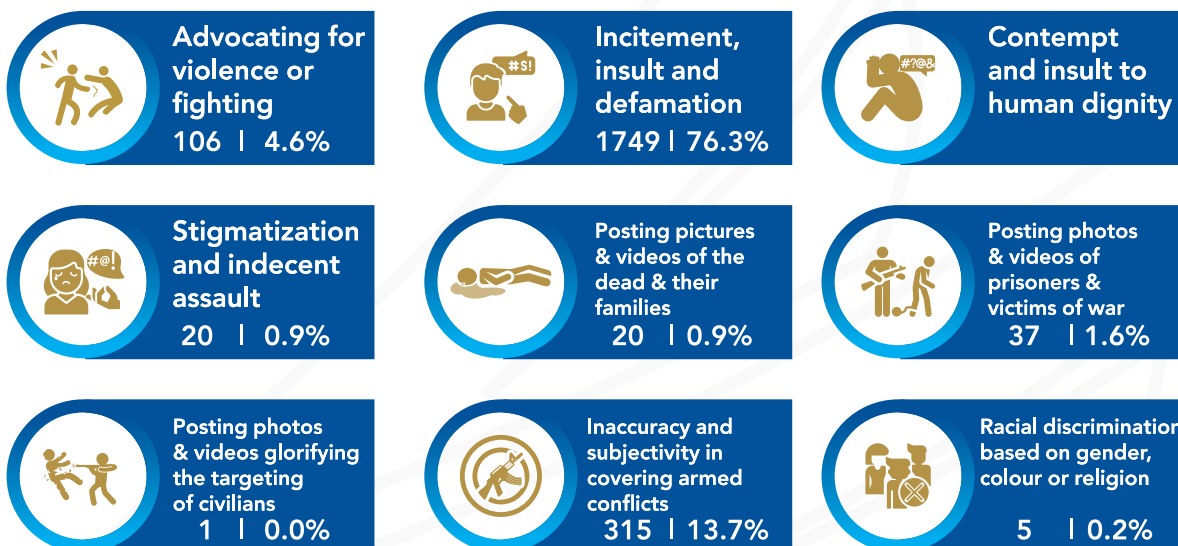 Advocating for
violence or
fighting
106 | 4.6%
#$!
Incitement,
insult and
defamation
1749 | 76.3%
#?@&
Contempt
and insult to
human dignity
#@!
Stigmatization
and indecent
assault
20 | 0.9%
Posting pictures
& videos of the
dead & their
families
20 | 0.9%
Posting photos
& videos of
prisoners &
victims of war
37 | 1.6%
Posting photos
& videos glorifying
the targeting
of civilians
1 | 0.0%
Inaccuracy and
subjectivity in
covering armed
conflicts
315 | 13.7%
Racial discrimination
based on gender,
colour or religion
5 | 0.2%